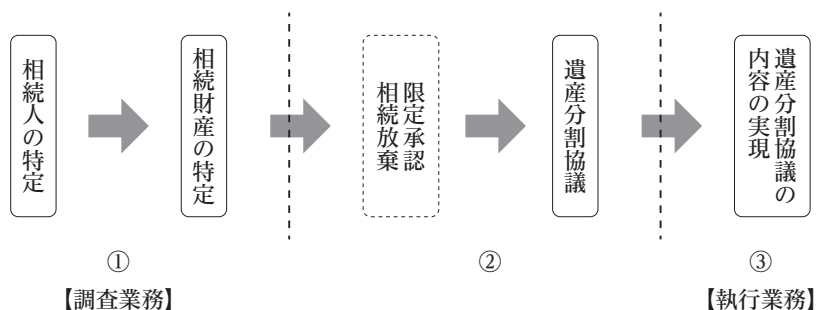 相続人の特定
相続財産の特定
限定承認
相続放棄
遺産分割協議
遺産分割協議の
内容の実現
①
②
③
【調査業務】
【執行業務】